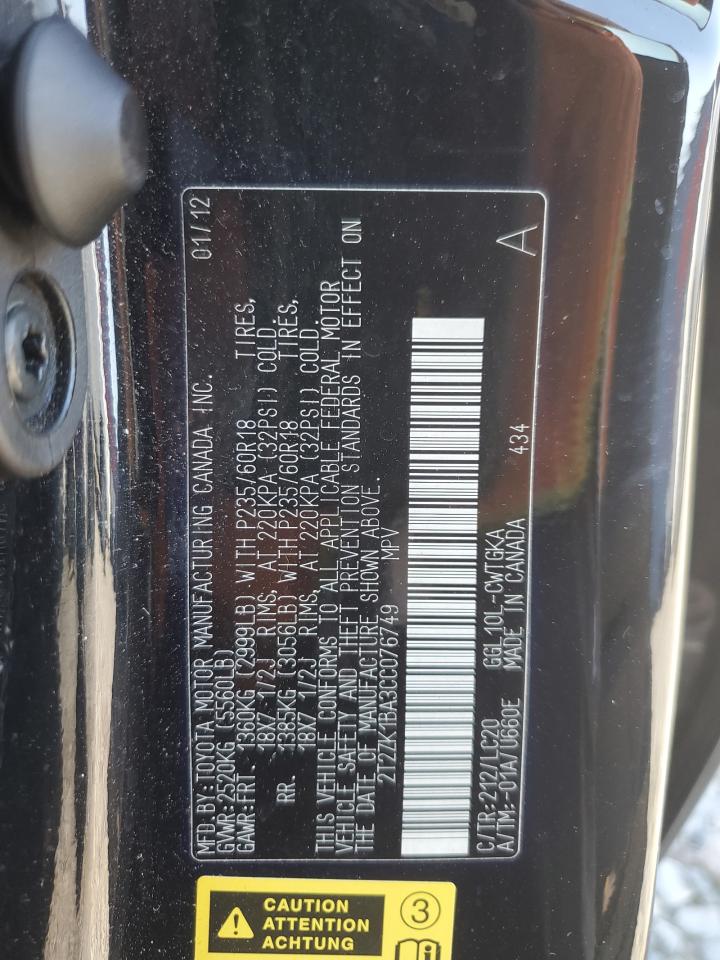 MFD.BY:TOYOTA MOTOR MANUFACTURING CANADA INC. 01/12
GVWR:2520KG (5560LB)
GAWR:FRT. 1360KG (2999LB) WITH P235/60R18 TIRES,
18X7 1/2J RIMS, AT 220KPA (32PSI) COLD.
RR. 1385KG (3056LB) WITH P235/60R18 TIRES,
18X7 1/2J RIMS, AT 220KPA (32PSI) COLD.
THIS VEHICLE CONFORMS TO ALL APPLICABLE FEDERAL MOTOR
VEHICLE SAFETY AND THEFT PREVENTION STANDARDS IN EFFECT ON
THE DATE OF MANUFACTURE SHOWN ABOVE.
2T2ZK1BA3CC076749 MPV
C/TR:212/LC20 GGL10L-CWTGKA
A/TM:-01A/U660E MADE IN CANADA 434
A
CAUTION
ATTENTION
ACHTUNG
3